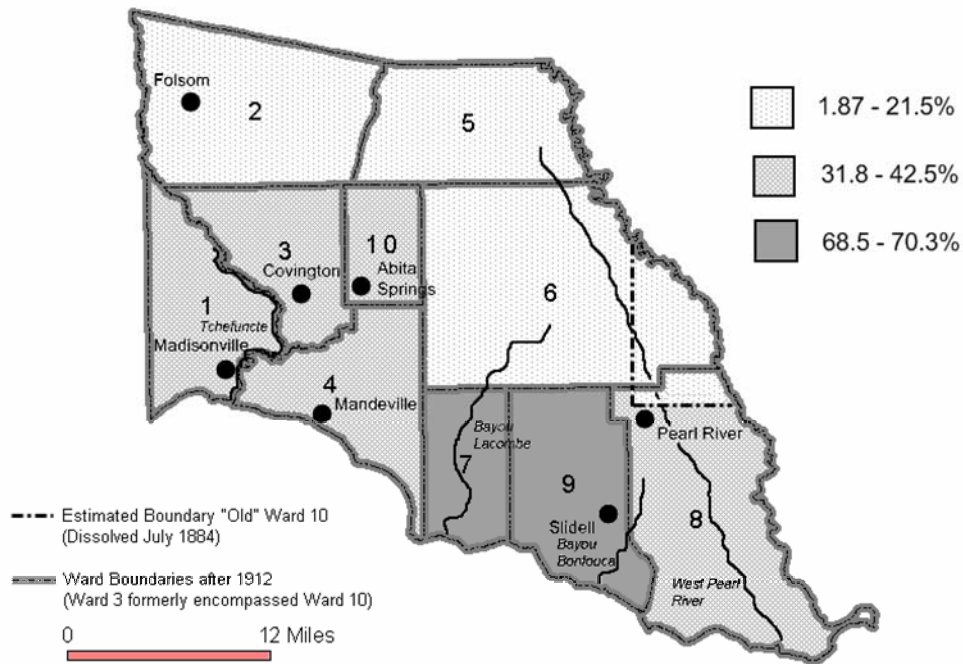 Folsom
2
5
1.87 - 21.5%
31.8 - 42.5%
68.5 - 70.3%
3
Covington
10
Abita
Springs
6
1
Tchefuncte
Madisonville
4
Mandeville
Bayou
Lacombe
7
Pearl River
9
Slidell
Bayou
Bonfouca
8
West Pearl
River
Estimated Boundary "Old" Ward 10
(Dissolved July 1884)
Ward Boundaries after 1912
(Ward 3 formerly encompassed Ward 10)
0
12 Miles